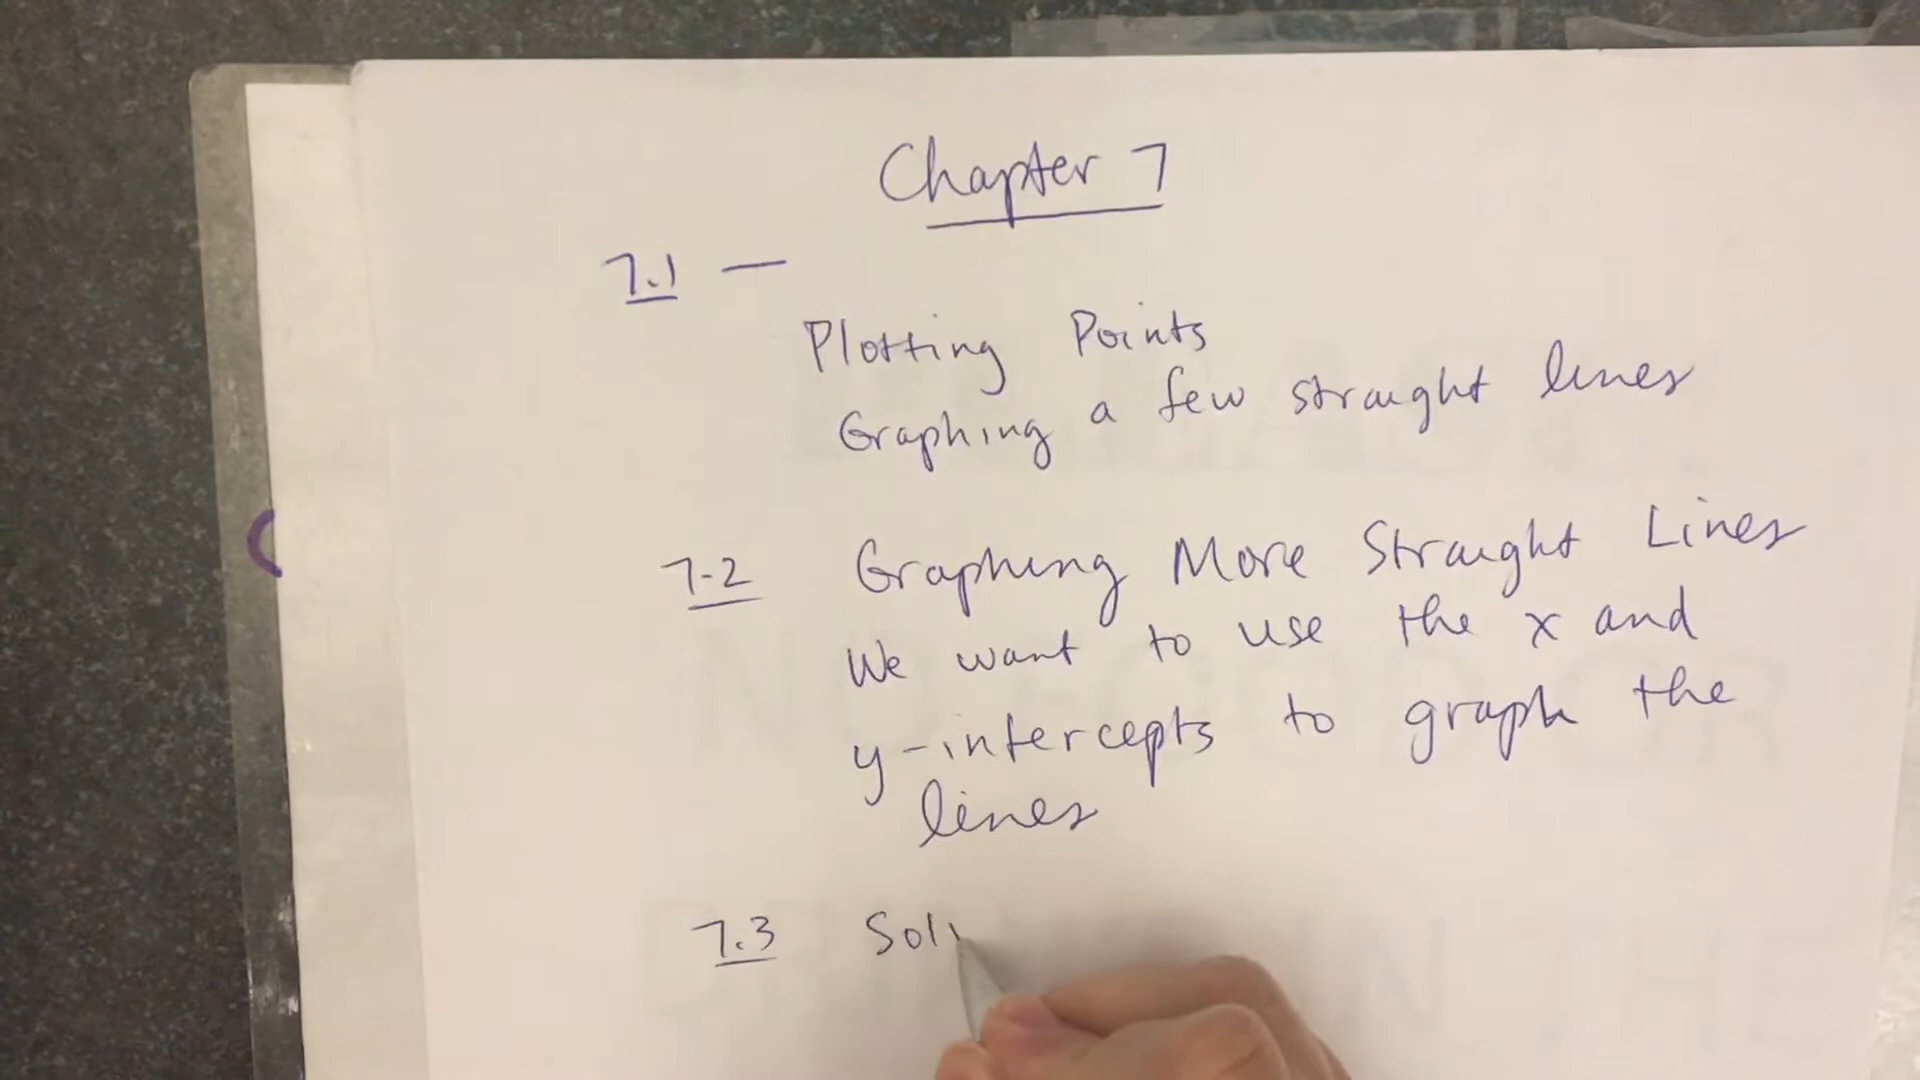 Chapter 7
7.1 —
Plotting Points
Graphing a few straight lines
7.2 Graphing More Straight Lines
We want to use the x and
y-intercepts to graph the
lines
7.3 Sol